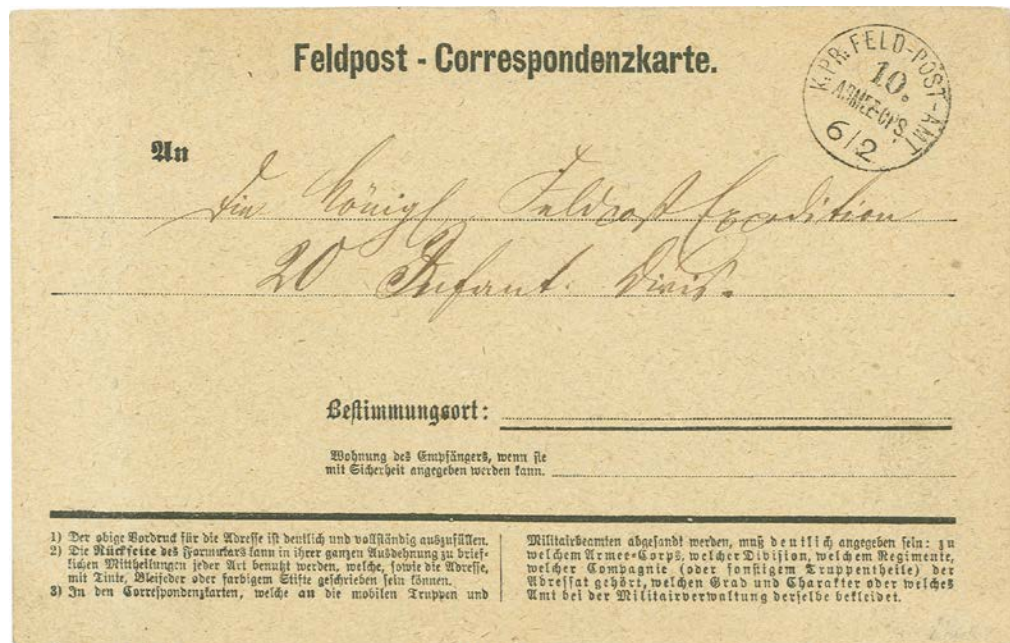 Feldpost - Correspondenzkarte.
K.PR.FELD-POST-AMT
10.
ARMEE-CPS.
6/2
An
die Königl Feldpost Expedition
20 Infant. Divis.
Bestimmungsort:
Wohnung des Empfängers, wenn sie
mit Sicherheit angegeben werden kann.
1) Der obige Vordruck für die Adresse ist deutlich und vollständig auszufüllen.
2) Die Rückseite des Formulars kann in ihrer ganzen Ausdehnung zu brief-
lichen Mittheilungen jeder Art benutzt werden, welche, sowie die Adresse,
mit Tinte, Bleifeder oder farbigem Stifte geschrieben sein können.
3) In den Correspondenzkarten, welche an die mobilen Truppen und
Militairbeamten abgesandt werden, muß deutlich angegeben sein: zu
welchem Armee-Corps, welcher Division, welchem Regimente,
welcher Compagnie (oder sonstigem Truppentheile) der
Adressat gehört, welchen Grad und Charakter oder welches
Amt bei der Militairverwaltung derselbe bekleidet.